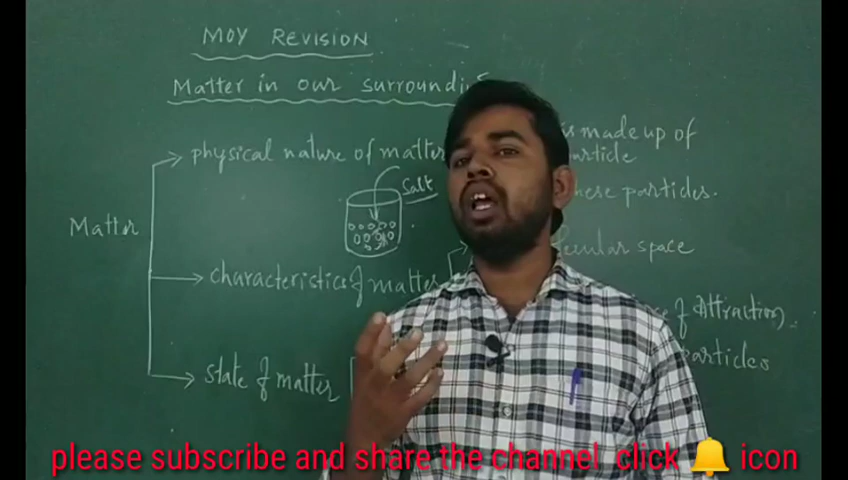 MOY REVISION
Matter in our surrounding
physical nature of matter
is made up of
particle
Salt
these particles.
Matter
space
characteristics of matter
of Attraction
state of matter
particles
please subscribe and share the channel click 🔔 icon